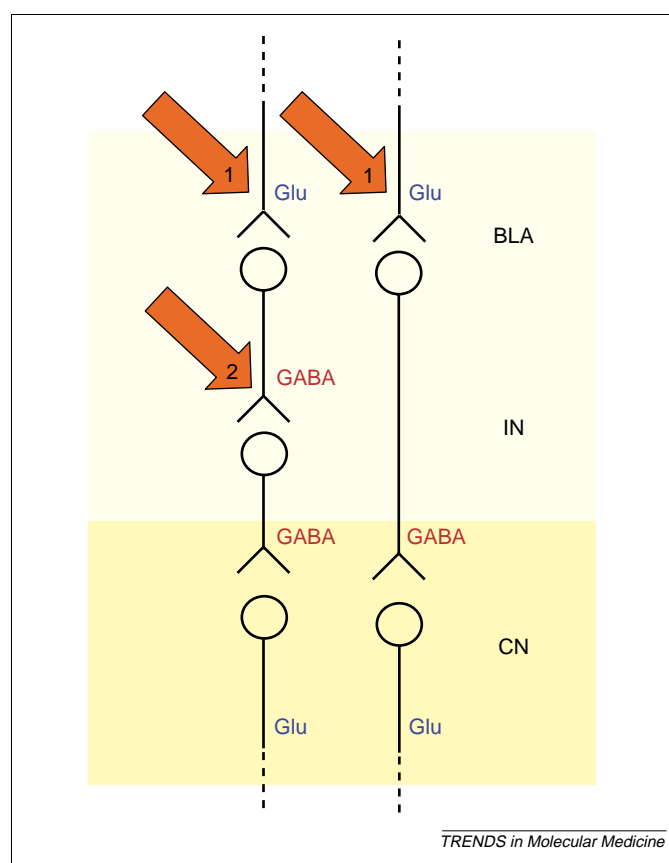 1
1
Glu
Glu
BLA
2
GABA
IN
GABA
GABA
CN
Glu
Glu
TRENDS in Molecular Medicine